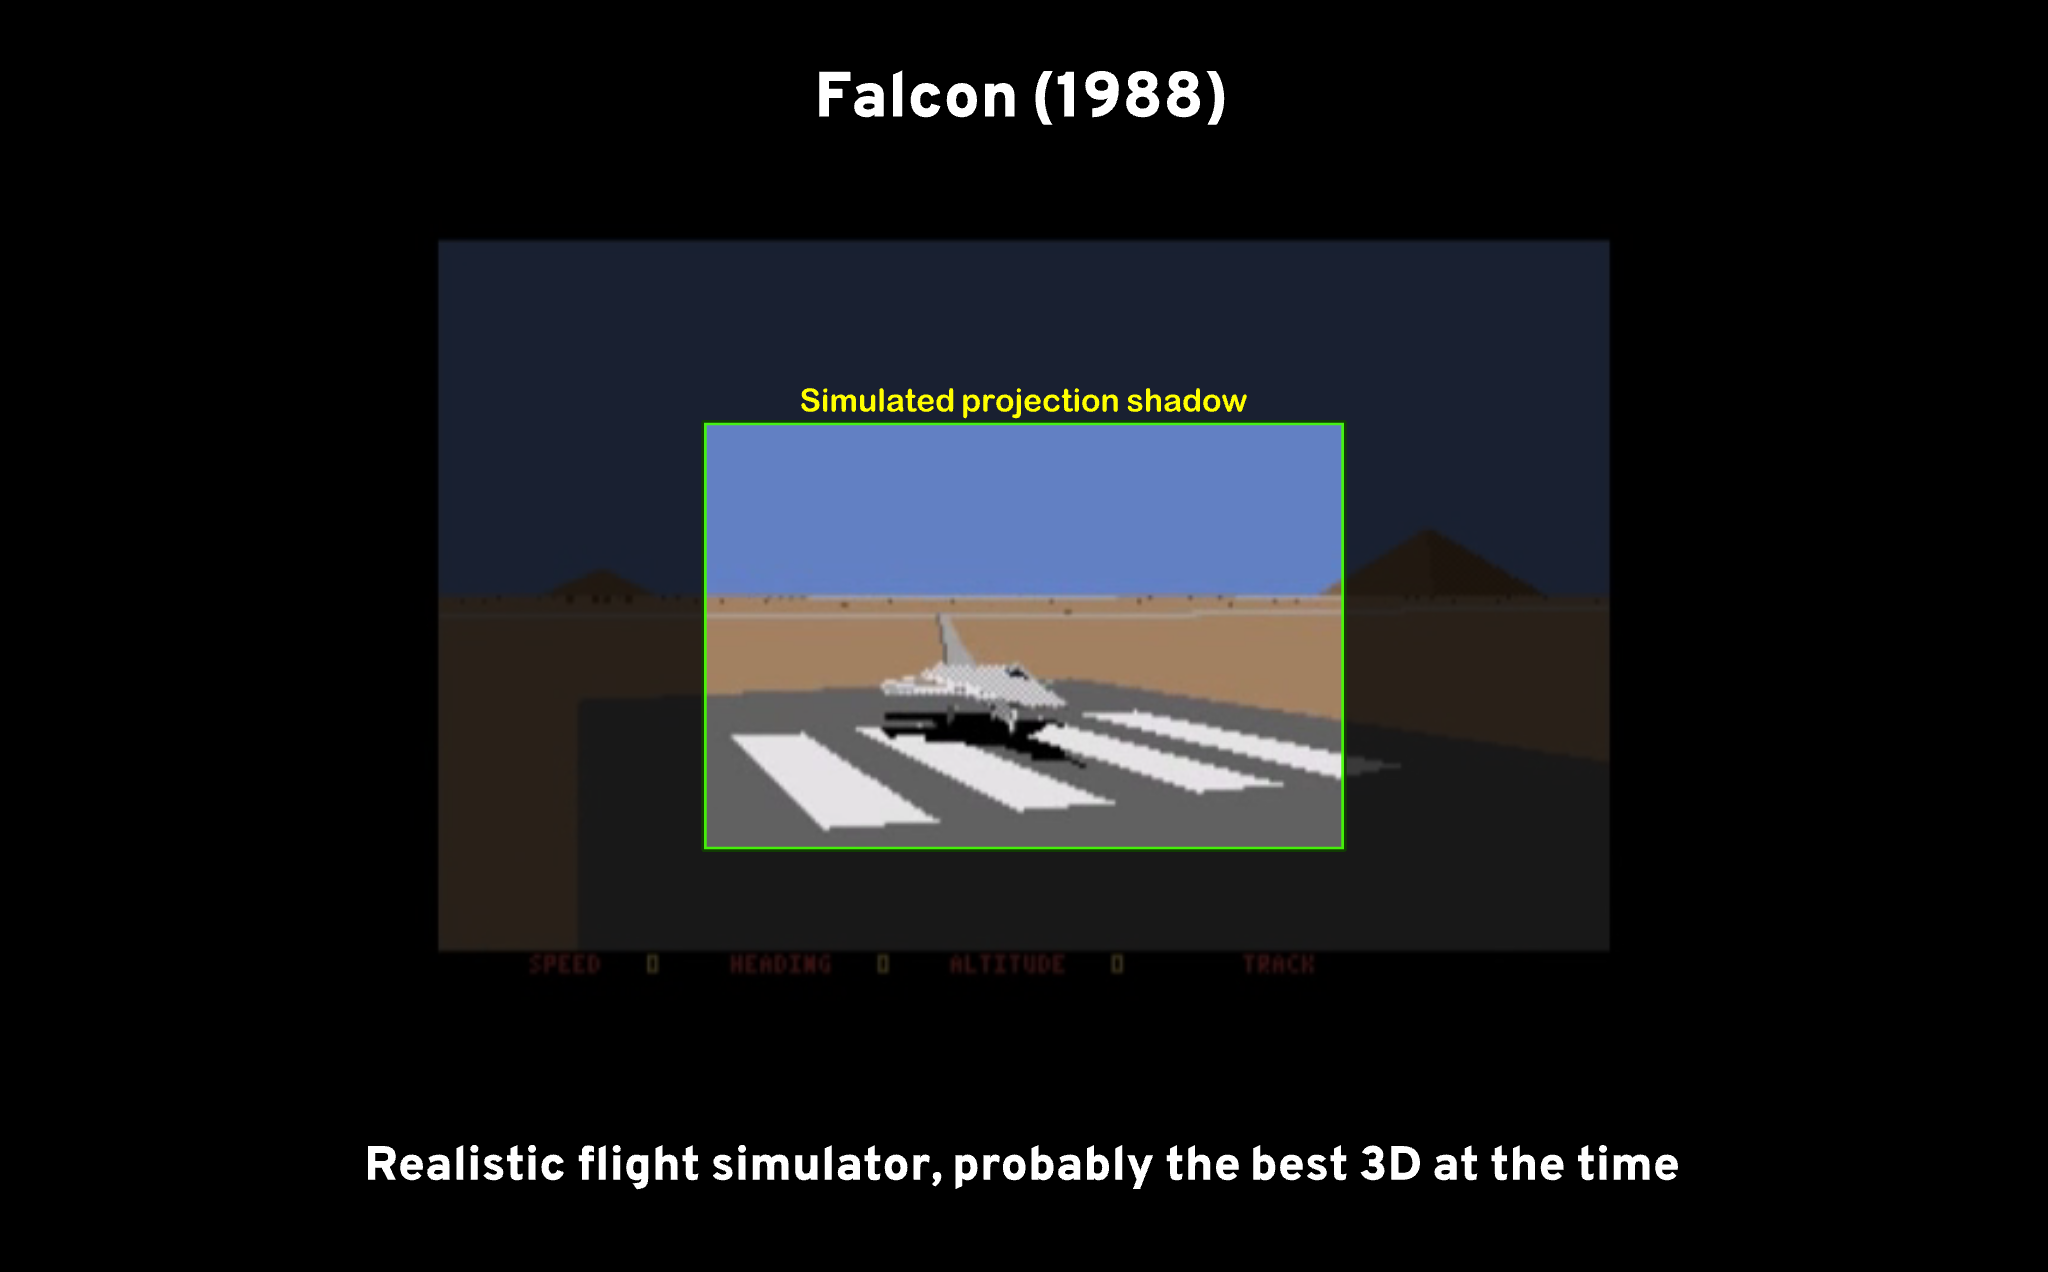 Falcon (1988)
Simulated projection shadow
SPEED 0 HEADING 0 ALTITUDE 0 TRACK
Realistic flight simulator, probably the best 3D at the time